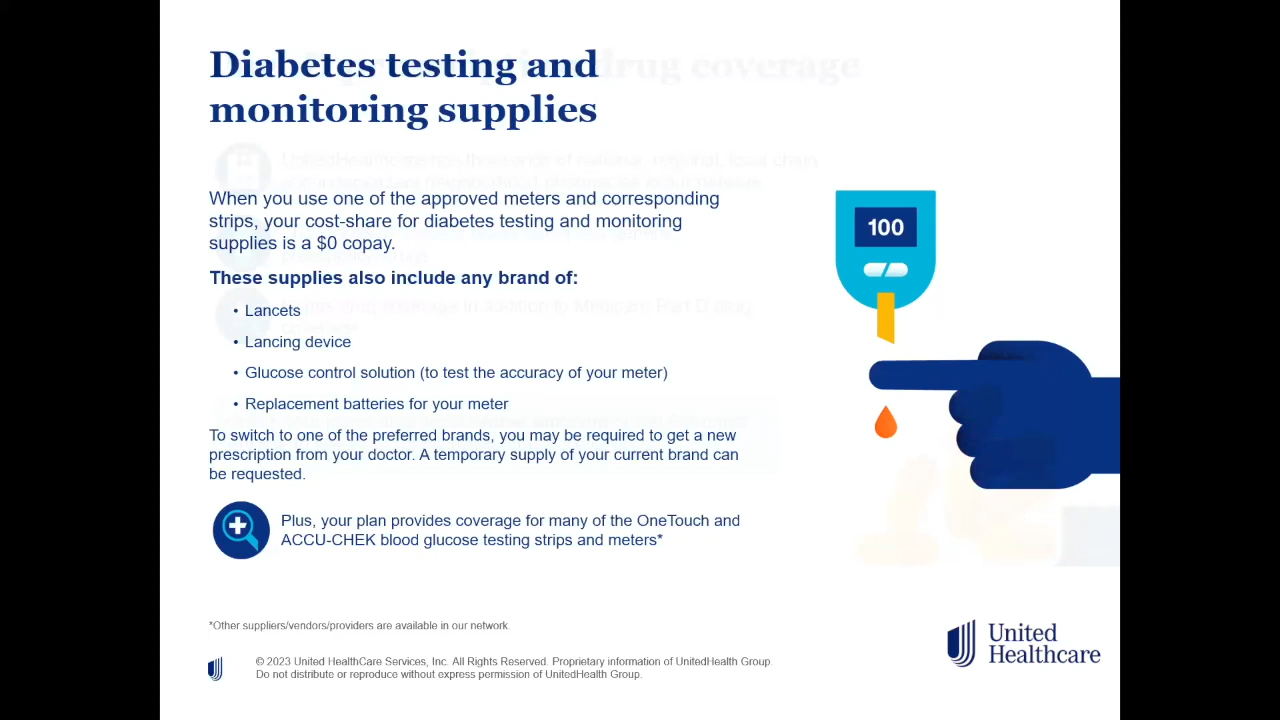 Diabetes testing and
monitoring supplies
When you use one of the approved meters and corresponding
strips, your cost-share for diabetes testing and monitoring
supplies is a $0 copay.
These supplies also include any brand of:
• Lancets
• Lancing device
• Glucose control solution (to test the accuracy of your meter)
• Replacement batteries for your meter
To switch to one of the preferred brands, you may be required to get a new
prescription from your doctor. A temporary supply of your current brand can
be requested.
Plus, your plan provides coverage for many of the OneTouch and
ACCU-CHEK blood glucose testing strips and meters*
100
*Other suppliers/vendors/providers are available in our network.
© 2023 United HealthCare Services, Inc. All Rights Reserved. Proprietary information of UnitedHealth Group.
Do not distribute or reproduce without express permission of UnitedHealth Group.
United
Healthcare
drug coverage